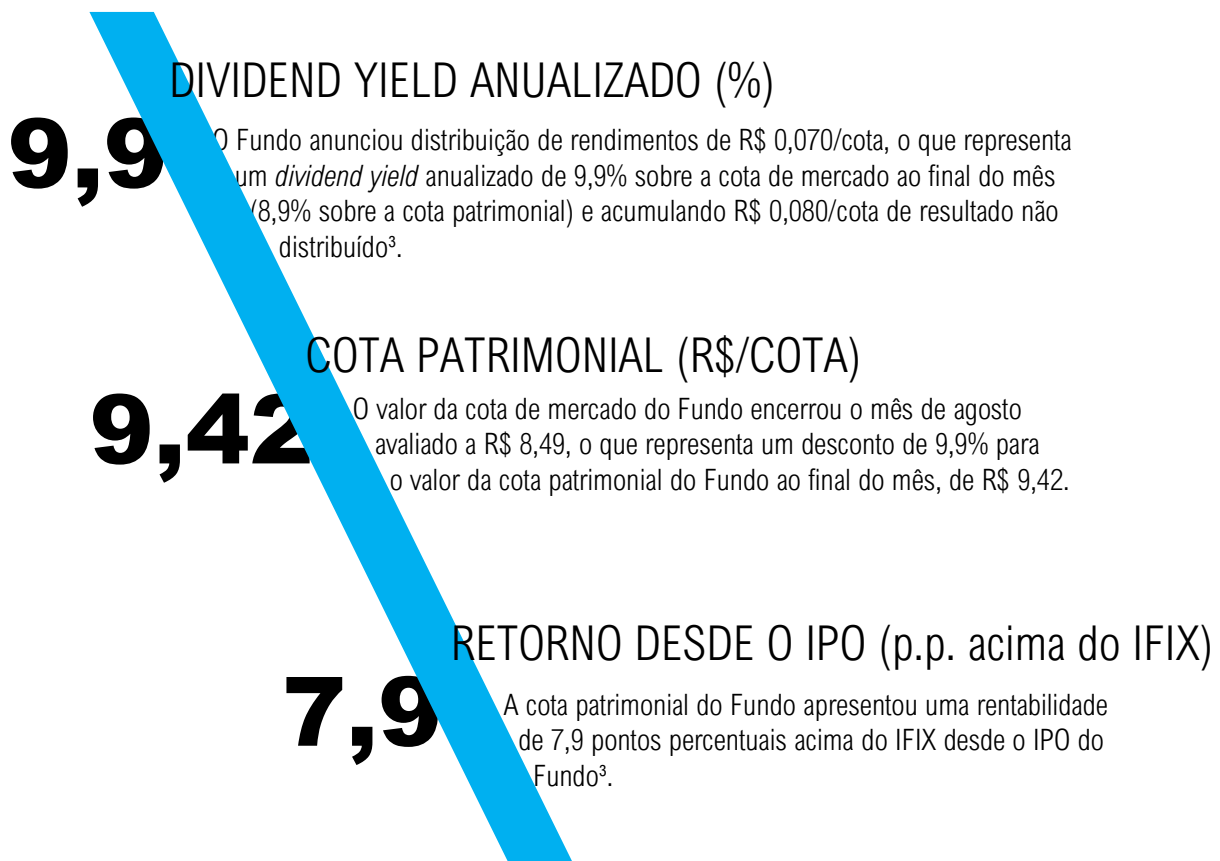 DIVIDEND YIELD ANUALIZADO (%)
9,9
O Fundo anunciou distribuição de rendimentos de R$ 0,070/cota, o que representa
um dividend yield anualizado de 9,9% sobre a cota de mercado ao final do mês
(8,9% sobre a cota patrimonial) e acumulando R$ 0,080/cota de resultado não
distribuído³.
COTA PATRIMONIAL (R$/COTA)
9,42
O valor da cota de mercado do Fundo encerrou o mês de agosto
avaliado a R$ 8,49, o que representa um desconto de 9,9% para
o valor da cota patrimonial do Fundo ao final do mês, de R$ 9,42.
RETORNO DESDE O IPO (p.p. acima do IFIX)
7,9
A cota patrimonial do Fundo apresentou uma rentabilidade
de 7,9 pontos percentuais acima do IFIX desde o IPO do
Fundo³.